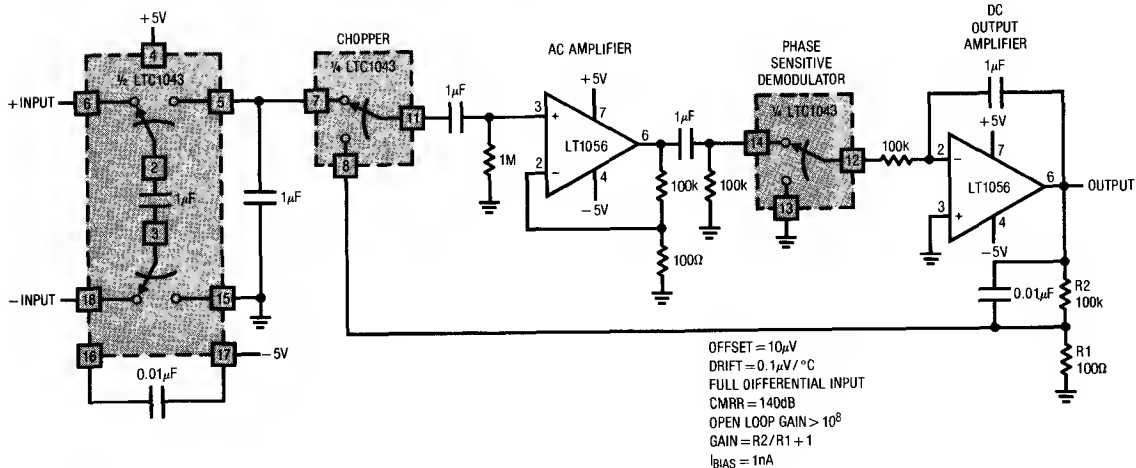 +5V
4
½ LTC1043
+INPUT
6
5
2
1µF
3
1µF
–INPUT
18
15
16
17
–5V
0.01µF
CHOPPER
¼ LTC1043
7
11
8
1µF
1M
AC AMPLIFIER
+5V
3
+
7
LT1056
6
2
–
4
–5V
100k
100Ω
1µF
100k
PHASE
SENSITIVE
DEMODULATOR
¼ LTC1043
14
12
13
100k
DC
OUTPUT
AMPLIFIER
1µF
+5V
2
–
7
LT1056
6
3
+
4
–5V
OUTPUT
0.01µF
R2
100k
R1
100Ω
OFFSET = 10µV
DRIFT = 0.1µV/°C
FULL DIFFERENTIAL INPUT
CMRR = 140dB
OPEN LOOP GAIN > 10⁸
GAIN = R2/R1 + 1
IBIAS = 1nA